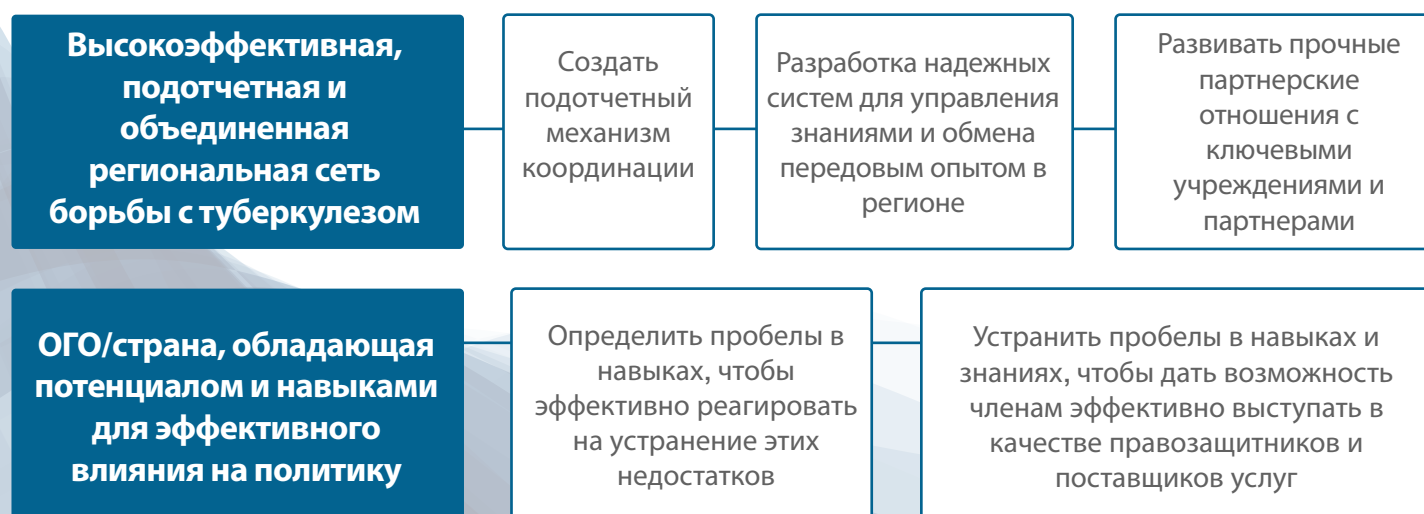 Высокоэффективная,
подотчетная и
объединенная
региональная сеть
борьбы с туберкулезом
Создать
подотчетный
механизм
координации
Разработка надежных
систем для управления
знаниями и обмена
передовым опытом в
регионе
Развивать прочные
партнерские
отношения с
ключевыми
учреждениями и
партнерами
ОГО/страна, обладающая
потенциалом и навыками
для эффективного
влияния на политику
Определить пробелы в
навыках, чтобы
эффективно реагировать
на устранение этих
недостатков
Устранить пробелы в навыках и
знаниях, чтобы дать возможность
членам эффективно выступать в
качестве правозащитников и
поставщиков услуг